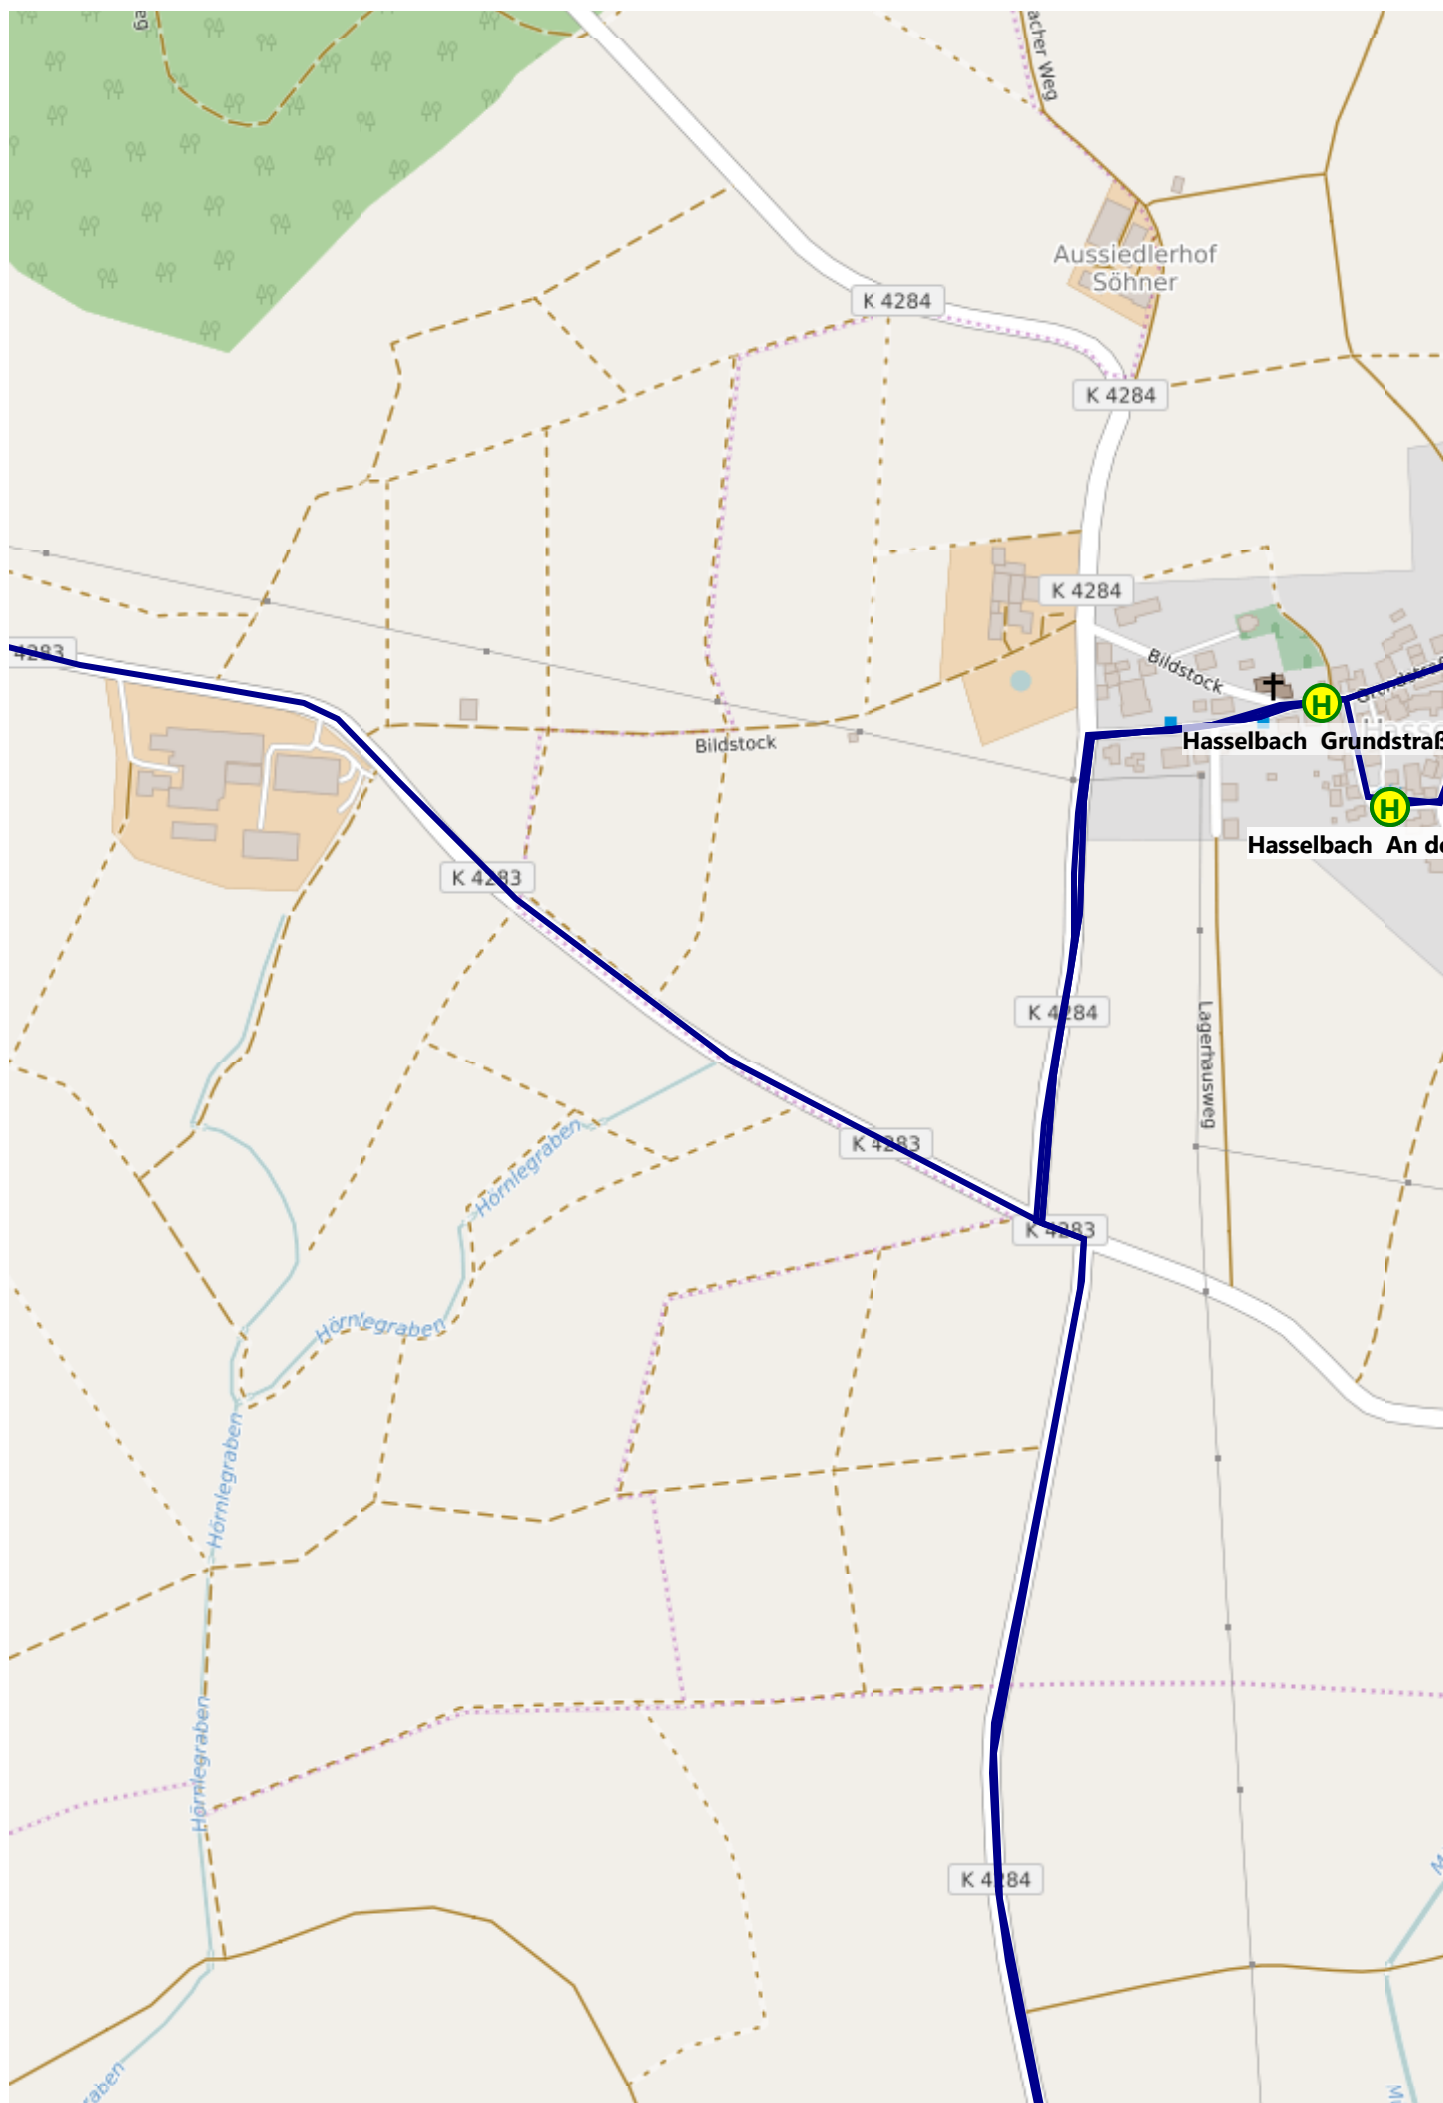 acher Weg
Aussiedlerhof
Söhner
K 4284
K 4284
K 4284
Bildstock
4283
H
Hasselbach Grundstraß
Bildstock
H
Hasselbach An de
K 4283
K 4284
Lagerhausweg
Hörnlegraben
K 4283
K 4283
Hörnlegraben
Hörnlegraben
Hörnlegraben
K 4284
raben